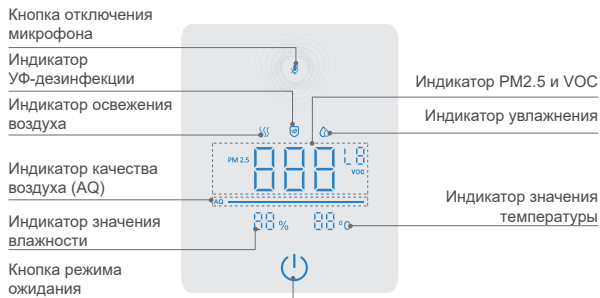 Кнопка отключения
микрофона
Индикатор
УФ-дезинфекции
Индикатор освежения
воздуха
Индикатор качества
воздуха (AQ)
Индикатор значения
влажности
Кнопка режима
ожидания
PM 2.5
888
L8
VOC
AQ
88 %
88 °C
Индикатор PM2.5 и VOC
Индикатор увлажнения
Индикатор значения
температуры